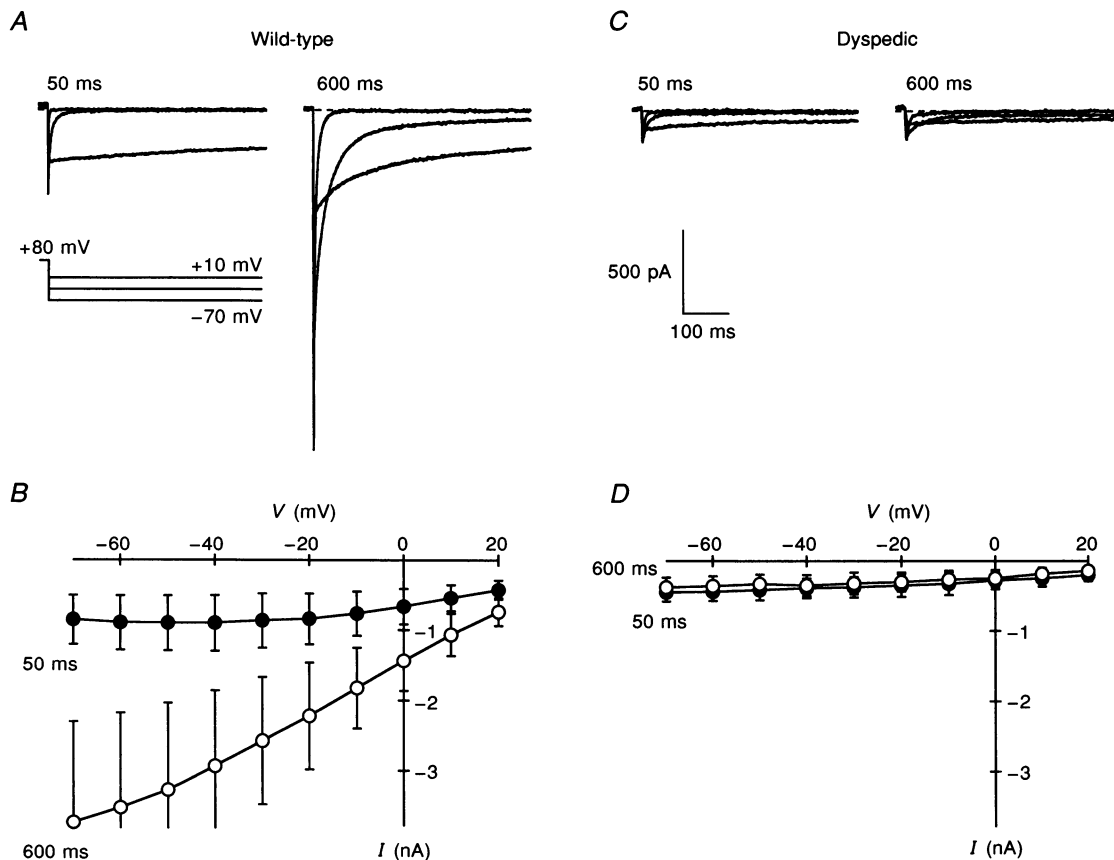 A
Wild-type
50 ms
600 ms
+80 mV
+10 mV
−70 mV
C
Dyspedic
50 ms
600 ms
500 pA
100 ms
B
V (mV)
−60
−40
−20
0
20
−1
−2
−3
50 ms
600 ms
I (nA)
D
V (mV)
−60
−40
−20
0
20
600 ms
50 ms
−1
−2
−3
I (nA)